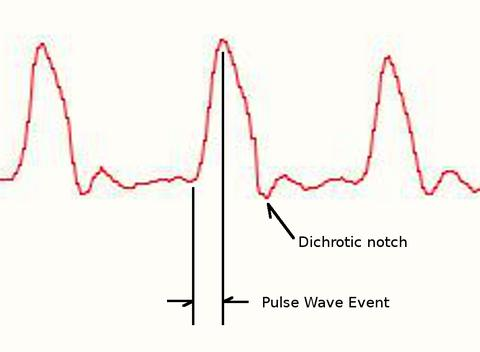 Dichrotic notch
Pulse Wave Event